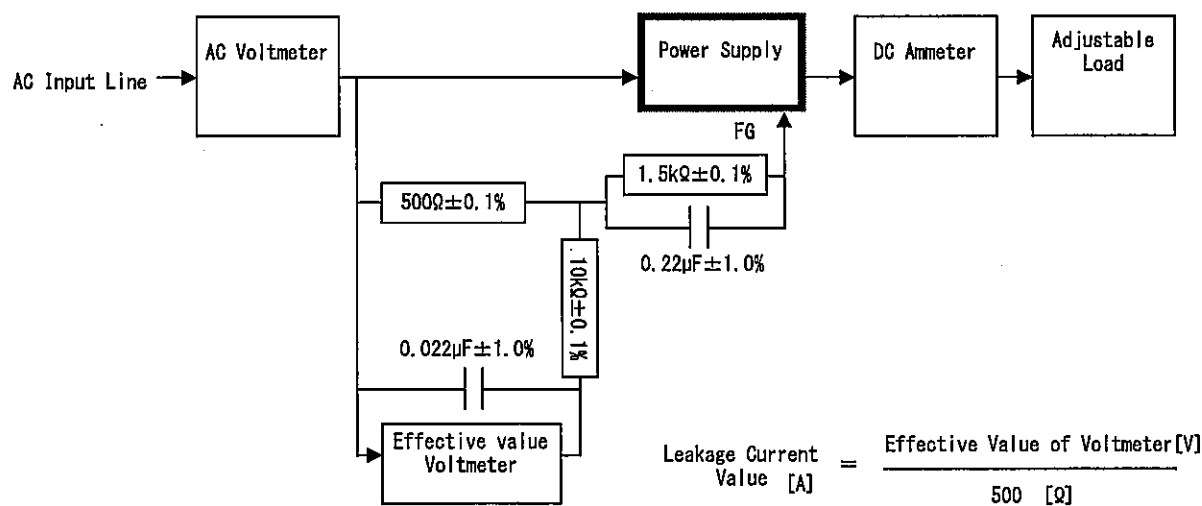 AC Input Line
AC Voltmeter
Power Supply
DC Ammeter
Adjustable
Load
FG
500Ω±0.1%
1.5kΩ±0.1%
0.22μF±1.0%
10kΩ±0.1%
0.022μF±1.0%
Effective value
Voltmeter
Leakage Current
Value [A]
=
Effective Value of Voltmeter[V]
500 [Ω]